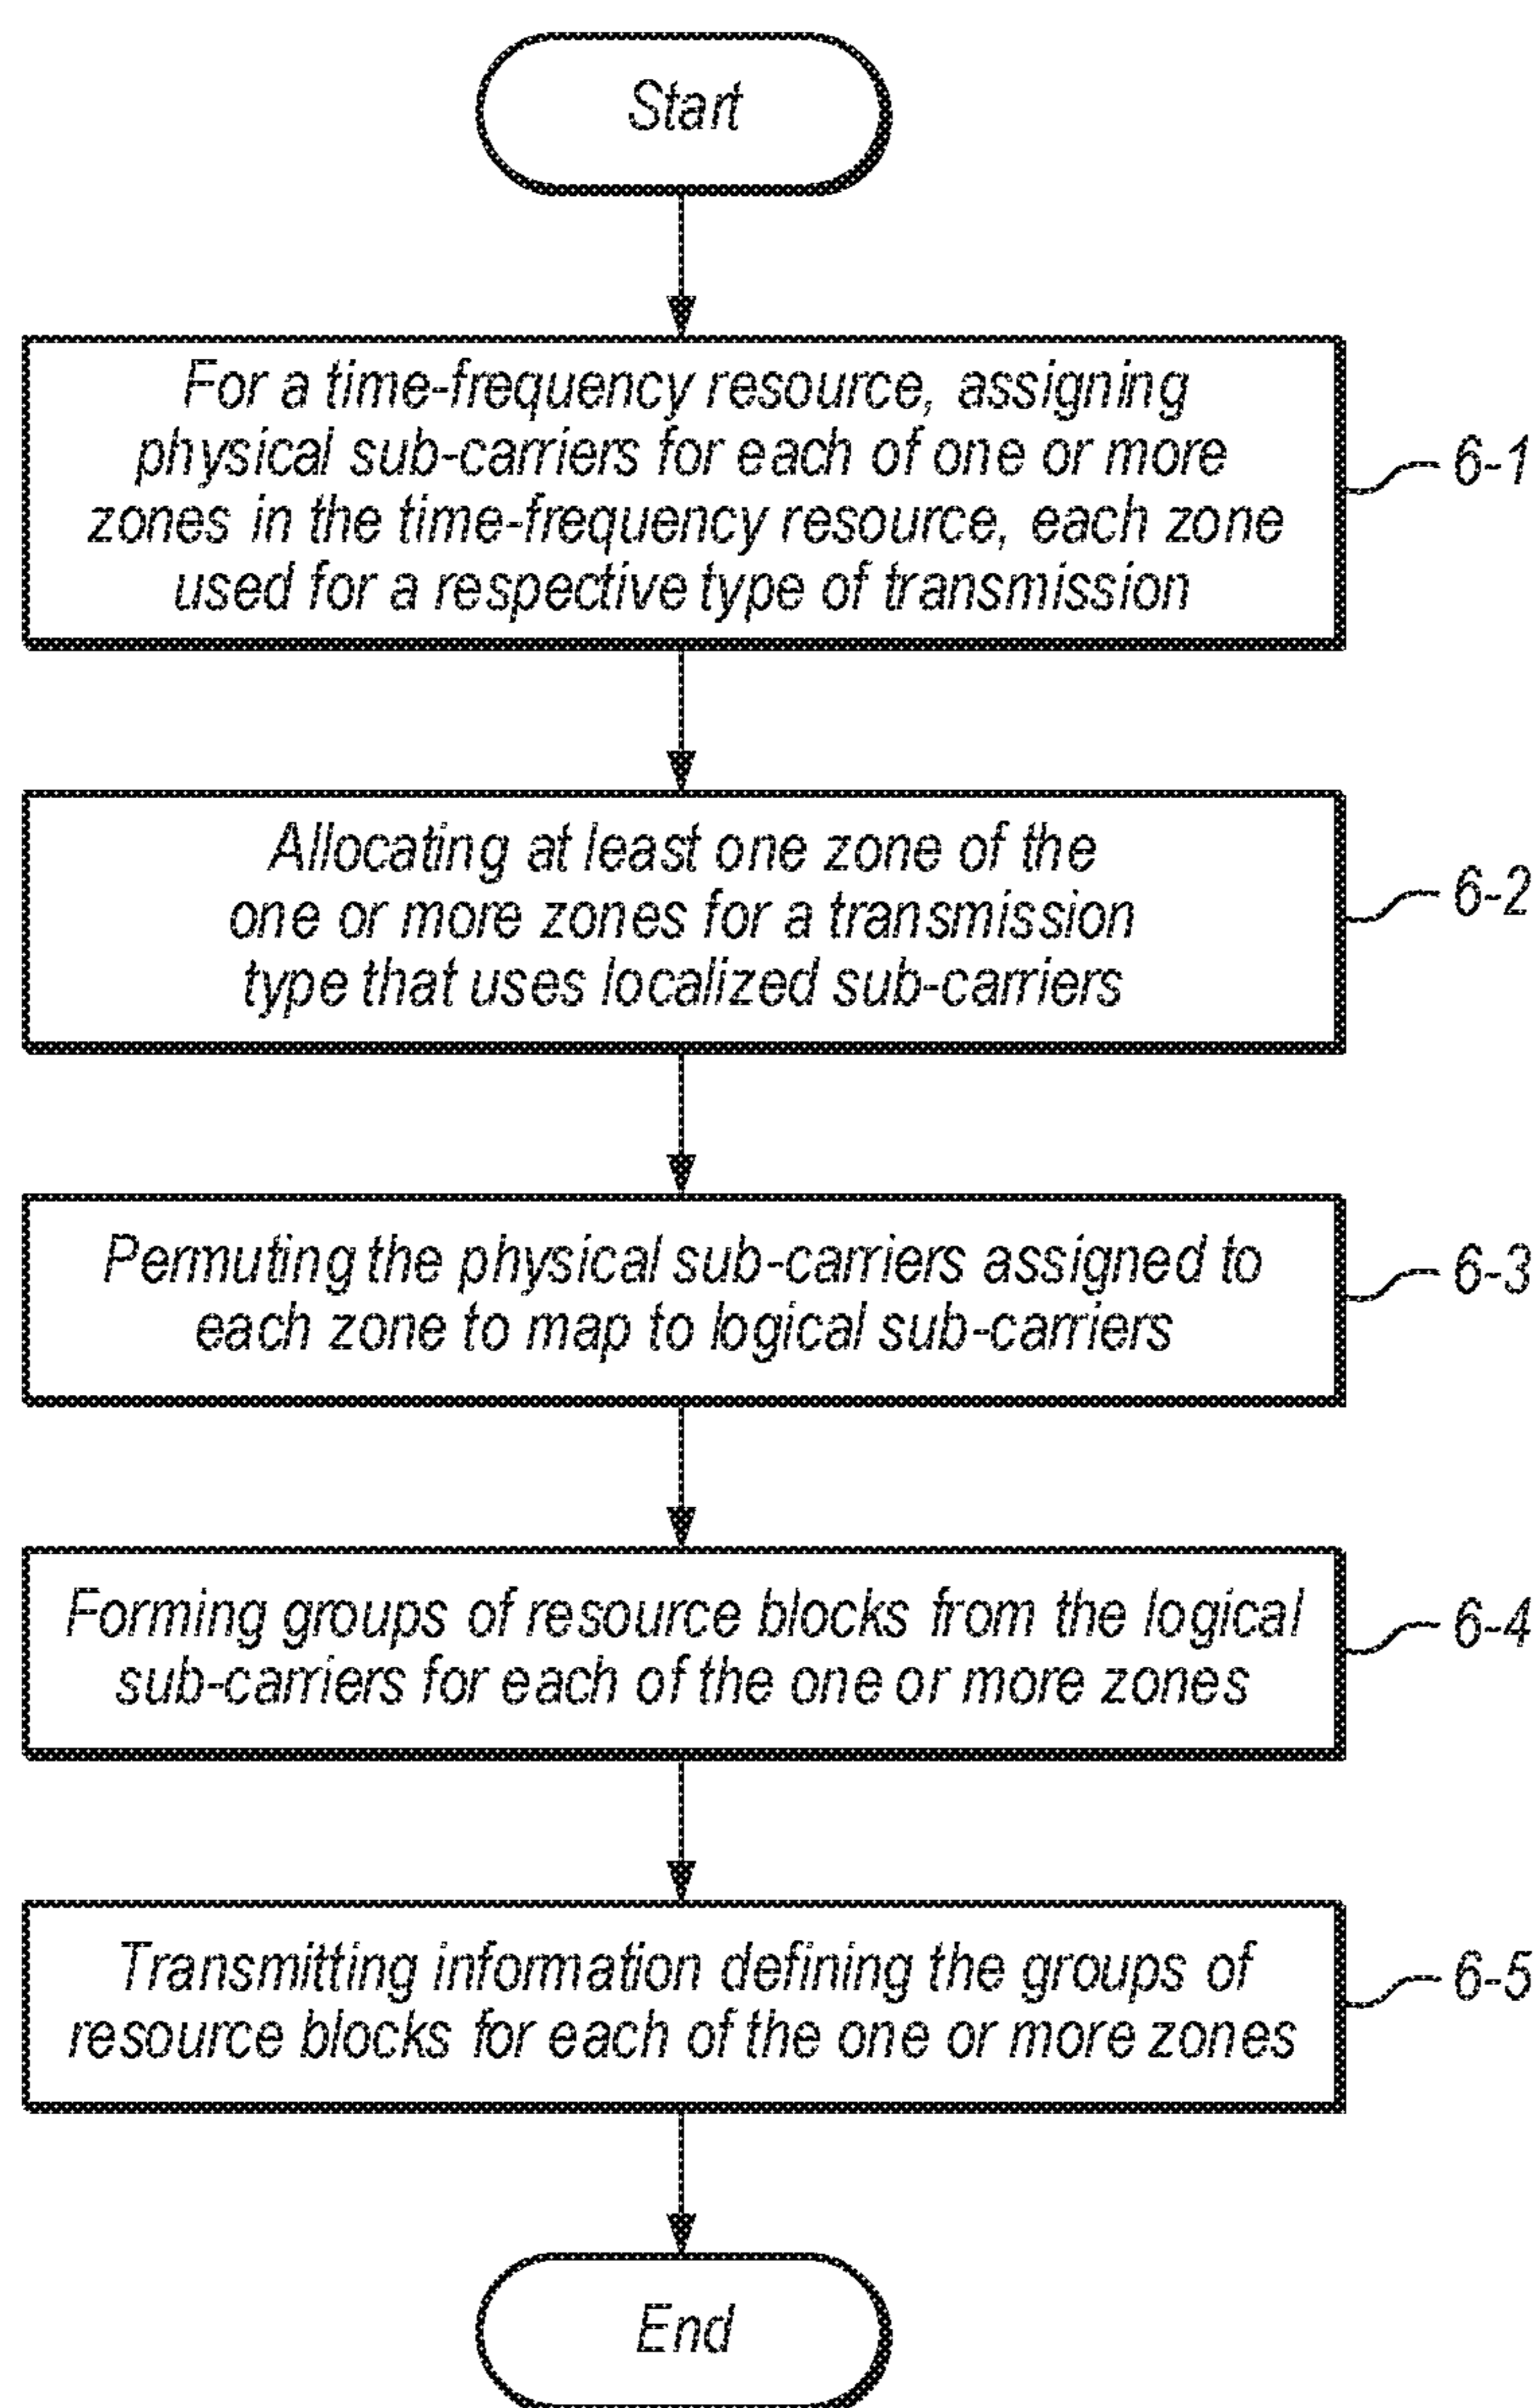 Start
For a time-frequency resource, assigning
physical sub-carriers for each of one or more
zones in the time-frequency resource, each zone
used for a respective type of transmission
6-1
Allocating at least one zone of the
one or more zones for a transmission
type that uses localized sub-carriers
6-2
Permuting the physical sub-carriers assigned to
each zone to map to logical sub-carriers
6-3
Forming groups of resource blocks from the logical
sub-carriers for each of the one or more zones
6-4
Transmitting information defining the groups of
resource blocks for each of the one or more zones
6-5
End